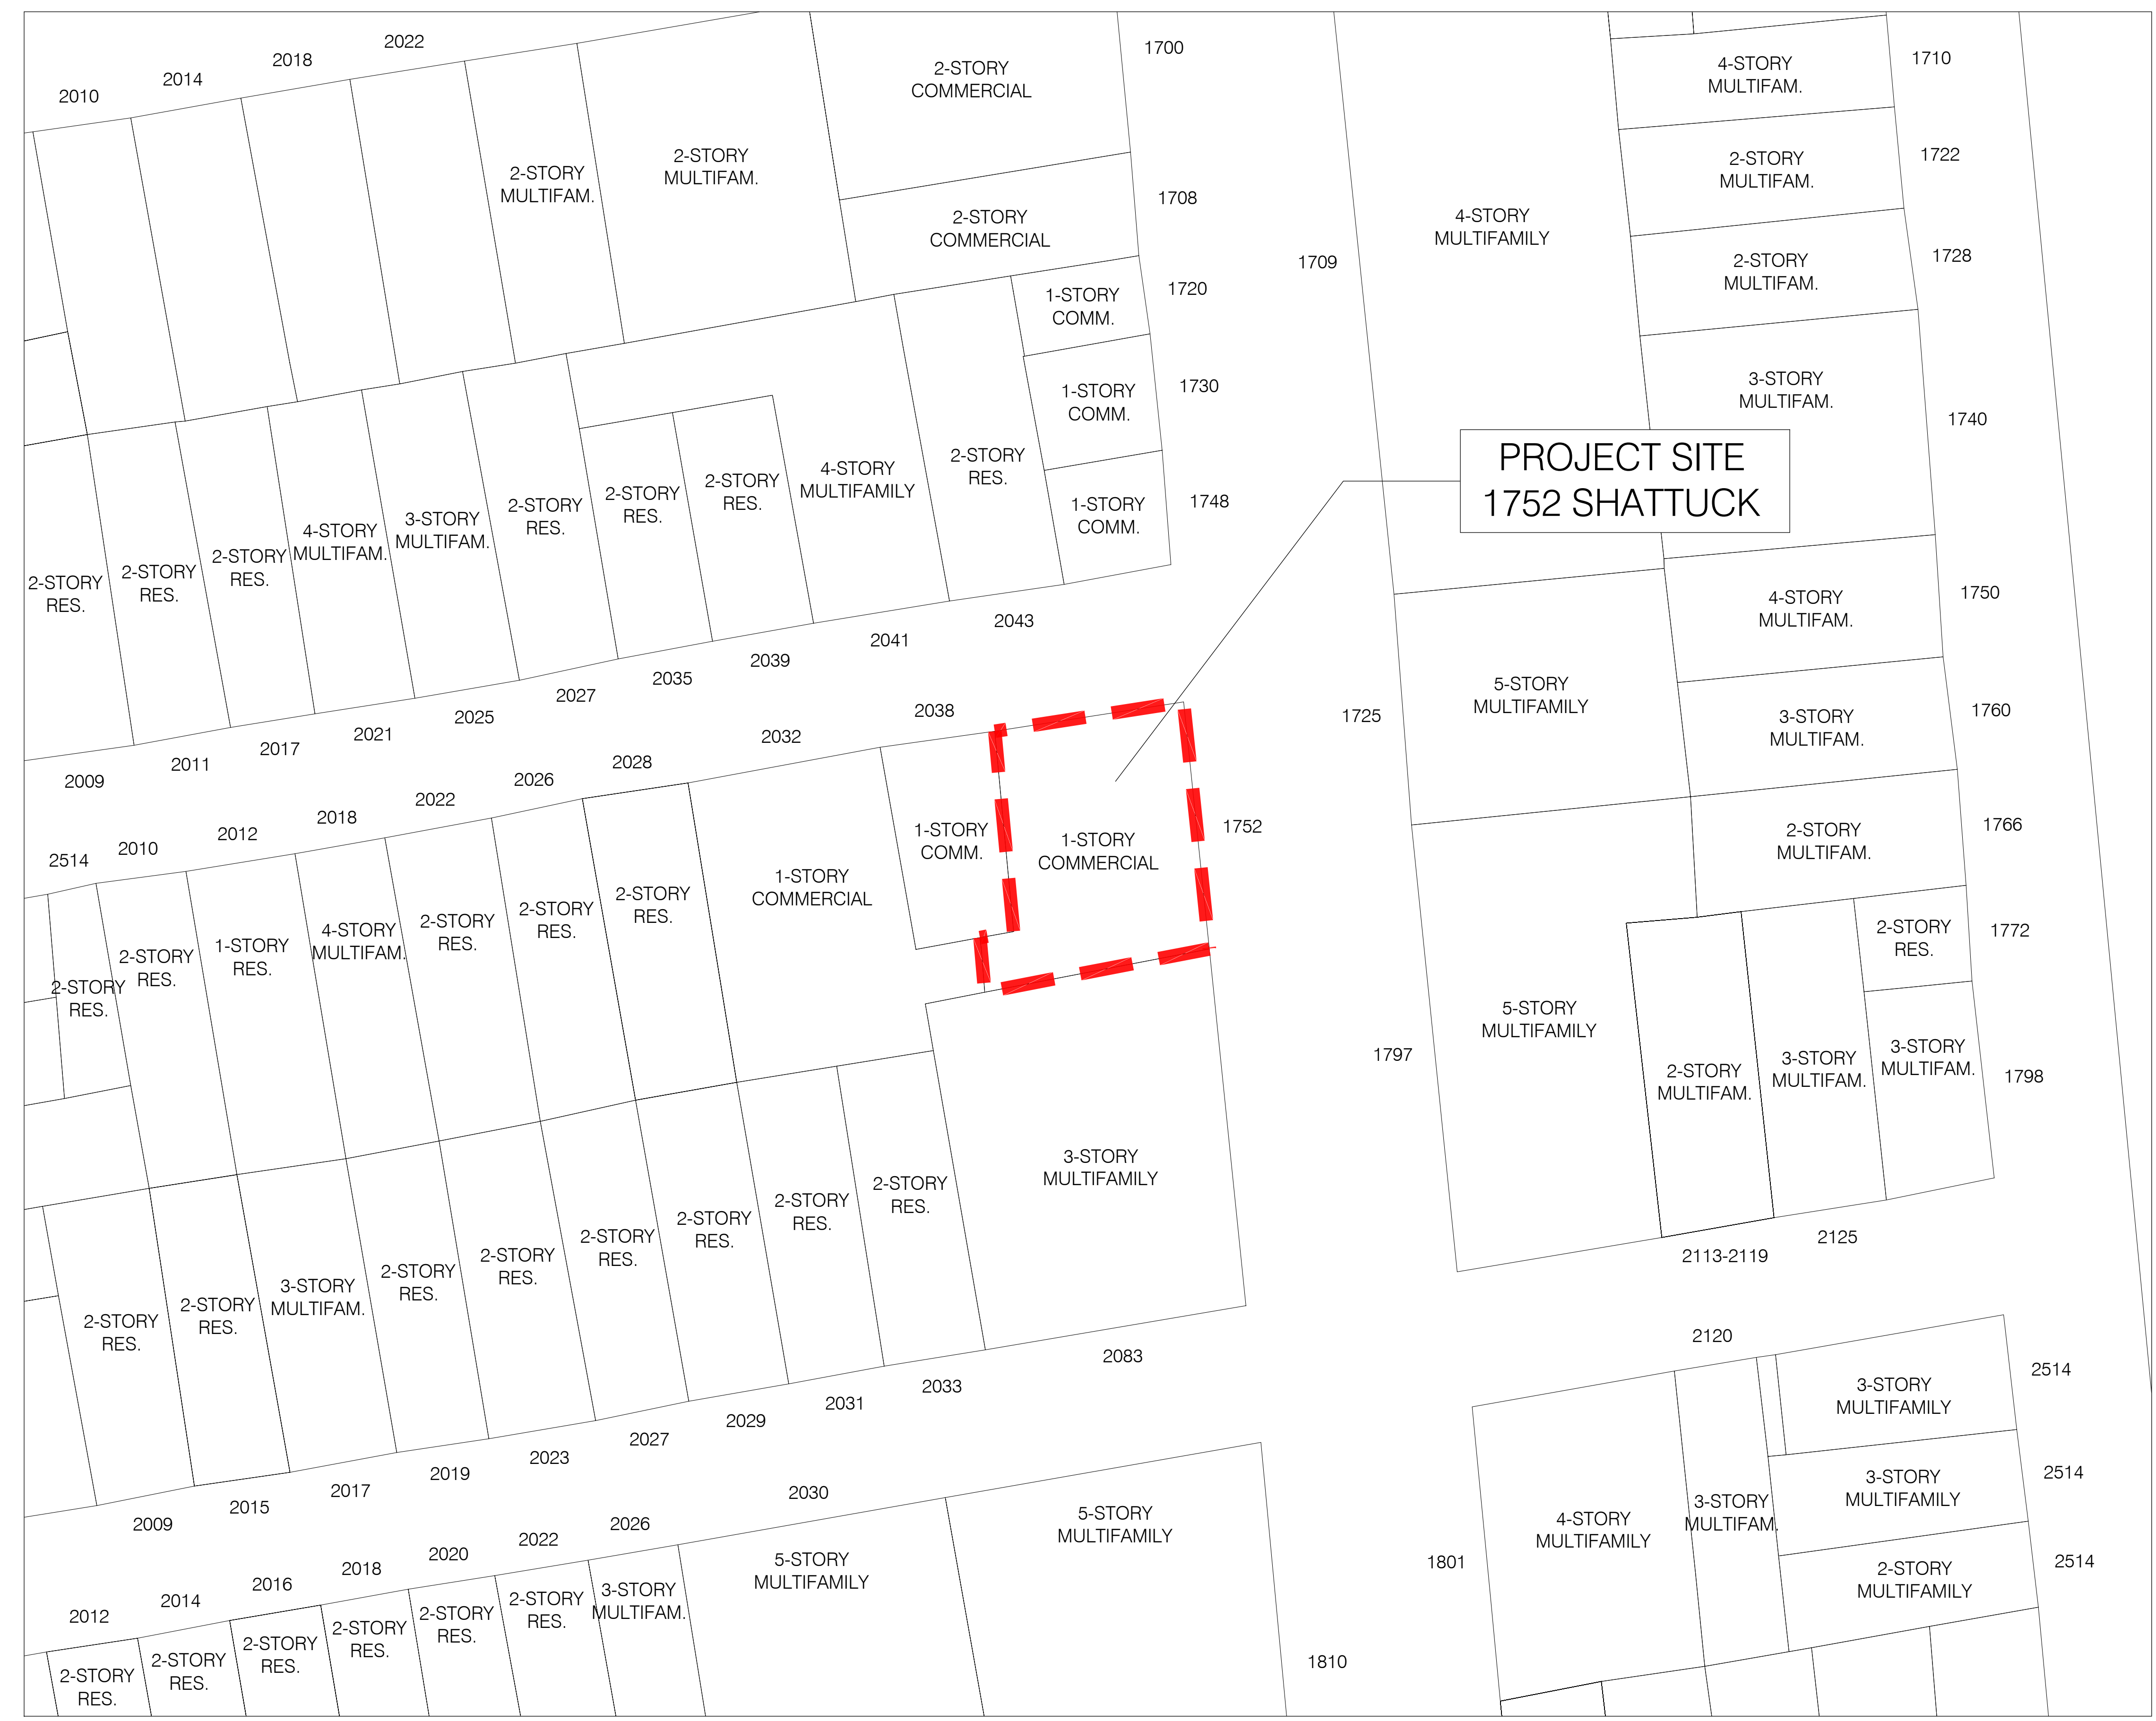 2010
2014
2018
2022
2-STORY
MULTIFAM.
2-STORY
MULTIFAM.
2-STORY
COMMERCIAL
1700
2-STORY
COMMERCIAL
1708
1-STORY
COMM.
1720
1-STORY
COMM.
1730
1-STORY
COMM.
1748
1709
4-STORY
MULTIFAMILY
4-STORY
MULTIFAM.
1710
2-STORY
MULTIFAM.
1722
2-STORY
MULTIFAM.
1728
3-STORY
MULTIFAM.
1740
PROJECT SITE
1752 SHATTUCK
2-STORY
RES.
2-STORY
RES.
2-STORY
RES.
4-STORY
MULTIFAM.
3-STORY
MULTIFAM.
2-STORY
RES.
2-STORY
RES.
2-STORY
RES.
4-STORY
MULTIFAMILY
2-STORY
RES.
2009
2011
2017
2021
2025
2027
2035
2039
2041
2043
4-STORY
MULTIFAM.
1750
5-STORY
MULTIFAMILY
1725
3-STORY
MULTIFAM.
1760
2-STORY
MULTIFAM.
1766
2514
2010
2012
2018
2022
2026
2028
2032
2038
2-STORY
RES.
2-STORY
RES.
1-STORY
RES.
4-STORY
MULTIFAM.
2-STORY
RES.
2-STORY
RES.
2-STORY
RES.
1-STORY
COMMERCIAL
1-STORY
COMM.
1-STORY
COMMERCIAL
1752
1797
5-STORY
MULTIFAMILY
2-STORY
MULTIFAM.
3-STORY
MULTIFAM.
2-STORY
RES.
1772
3-STORY
MULTIFAM.
1798
2113-2119
2125
2-STORY
RES.
2-STORY
RES.
3-STORY
MULTIFAM.
2-STORY
RES.
2-STORY
RES.
2-STORY
RES.
2-STORY
RES.
2-STORY
RES.
2-STORY
RES.
3-STORY
MULTIFAMILY
2009
2015
2017
2019
2023
2027
2029
2031
2033
2083
2012
2014
2016
2018
2020
2022
2026
2030
2-STORY
RES.
2-STORY
RES.
2-STORY
RES.
2-STORY
RES.
2-STORY
RES.
2-STORY
RES.
3-STORY
MULTIFAM.
5-STORY
MULTIFAMILY
5-STORY
MULTIFAMILY
1810
2120
1801
4-STORY
MULTIFAMILY
3-STORY
MULTIFAM.
3-STORY
MULTIFAMILY
2514
3-STORY
MULTIFAMILY
2514
2-STORY
MULTIFAMILY
2514